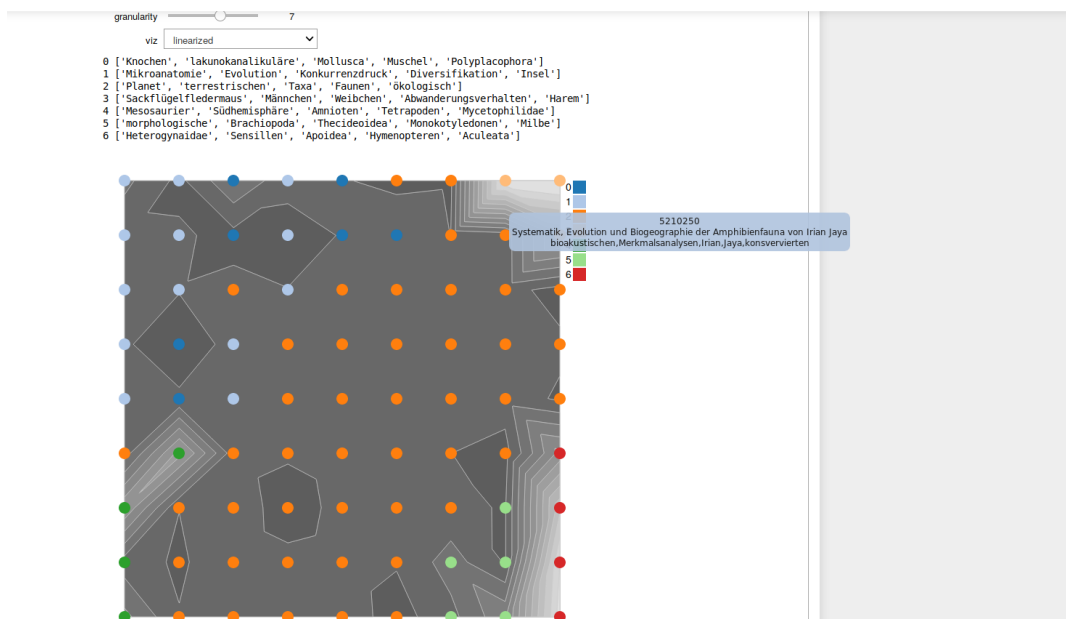 granularity 7
viz linearized
0 ['Knochen', 'lakunokanalikuläre', 'Mollusca', 'Muschel', 'Polyplacophora']
1 ['Mikroanatomie', 'Evolution', 'Konkurrenzdruck', 'Diversifikation', 'Insel']
2 ['Planet', 'terrestrischen', 'Taxa', 'Faunen', 'ökologisch']
3 ['Sackflügelfledermaus', 'Männchen', 'Weibchen', 'Abwanderungsverhalten', 'Harem']
4 ['Mesosaurier', 'Südhemisphäre', 'Amnioten', 'Tetrapoden', 'Mycetophilidae']
5 ['morphologische', 'Brachiopoda', 'Thecideoidea', 'Monokotyledonen', 'Milbe']
6 ['Heterogynaidae', 'Sensillen', 'Apoidea', 'Hymenopteren', 'Aculeata']
0
1
5210250
Systematik, Evolution und Biogeographie der Amphibienfauna von Irian Jaya
bioakustischen,Merkmalsanalysen,Irian,Jaya,konsvervierten
5
6